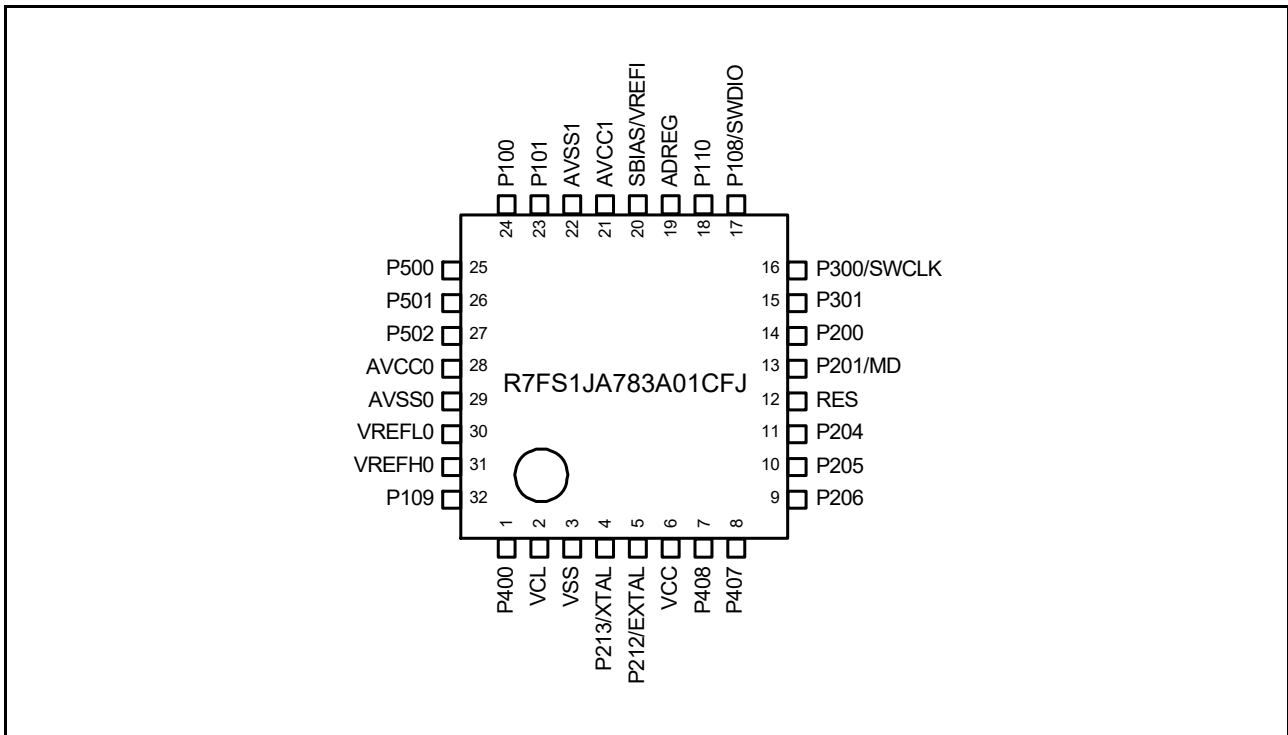 P100
P101
AVSS1
AVCC1
SBIAS/VREFI
ADREG
P110
P108/SWDIO
24
23
22
21
20
19
18
17
P500 25
P501 26
P502 27
AVCC0 28
AVSS0 29
VREFL0 30
VREFH0 31
P109 32
R7FS1JA783A01CFJ
16 P300/SWCLK
15 P301
14 P200
13 P201/MD
12 RES
11 P204
10 P205
9 P206
1
2
3
4
5
6
7
8
P400
VCL
VSS
P213/XTAL
P212/EXTAL
VCC
P408
P407